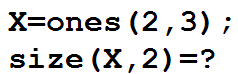 X=ones(2,3);
size(X,2)=?